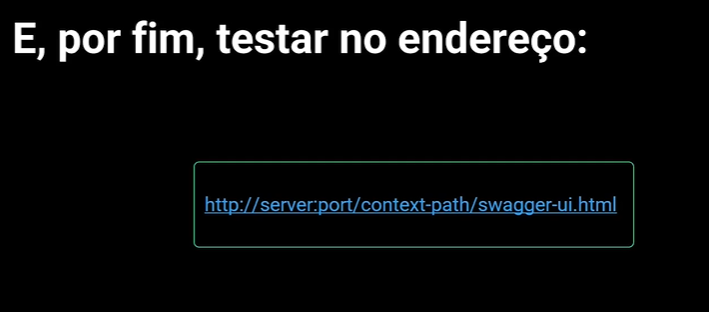 E, por fim, testar no endereço:
http://server:port/context-path/swagger-ui.html